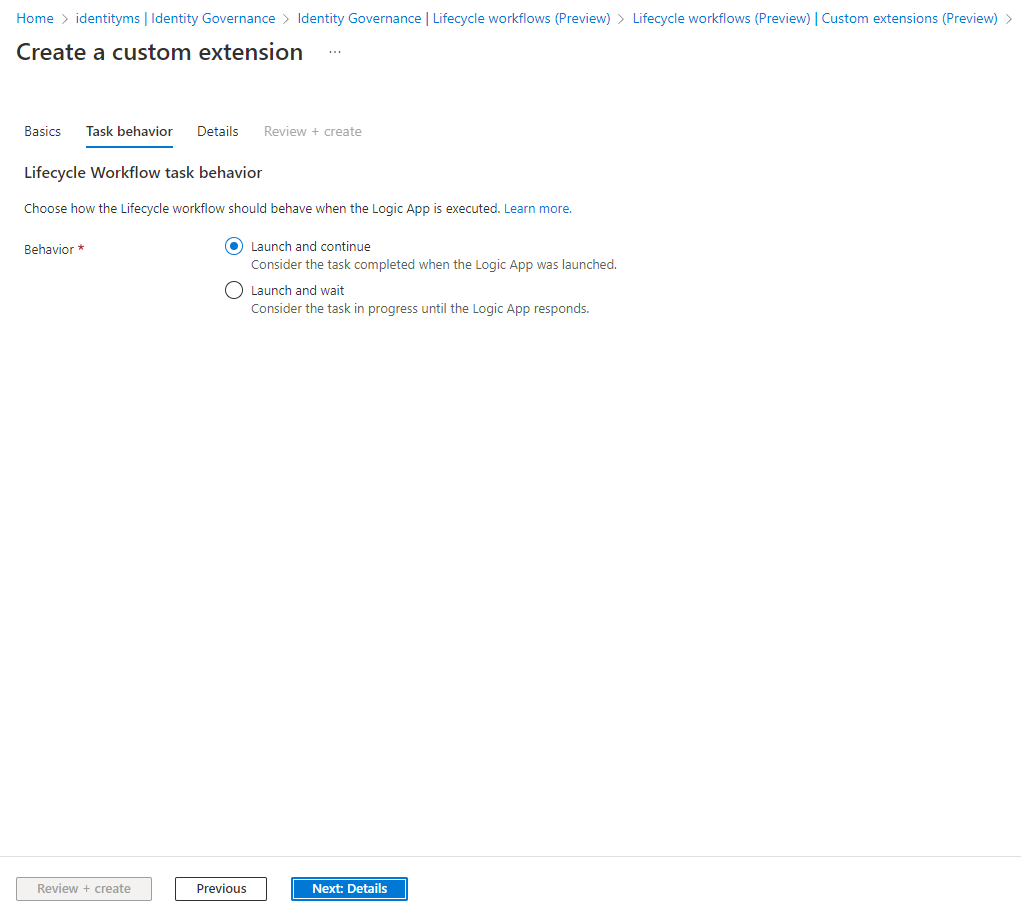 Home > identityms | Identity Governance > Identity Governance | Lifecycle workflows (Preview) > Lifecycle workflows (Preview) | Custom extensions (Preview) >
Create a custom extension ...
Basics Task behavior Details Review + create
Lifecycle Workflow task behavior
Choose how the Lifecycle workflow should behave when the Logic App is executed. Learn more.
Behavior * Launch and continue
Consider the task completed when the Logic App was launched.
Launch and wait
Consider the task in progress until the Logic App responds.
Review + create Previous Next: Details